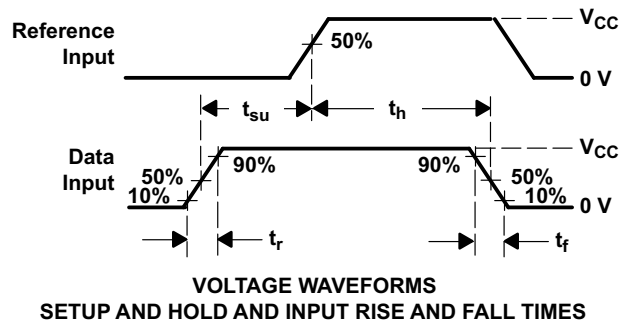 Reference
Input
50%
VCC
0 V
tsu
th
Data
Input
50%
10%
90%
90%
VCC
50%
10%
0 V
tr
tf
VOLTAGE WAVEFORMS
SETUP AND HOLD AND INPUT RISE AND FALL TIMES